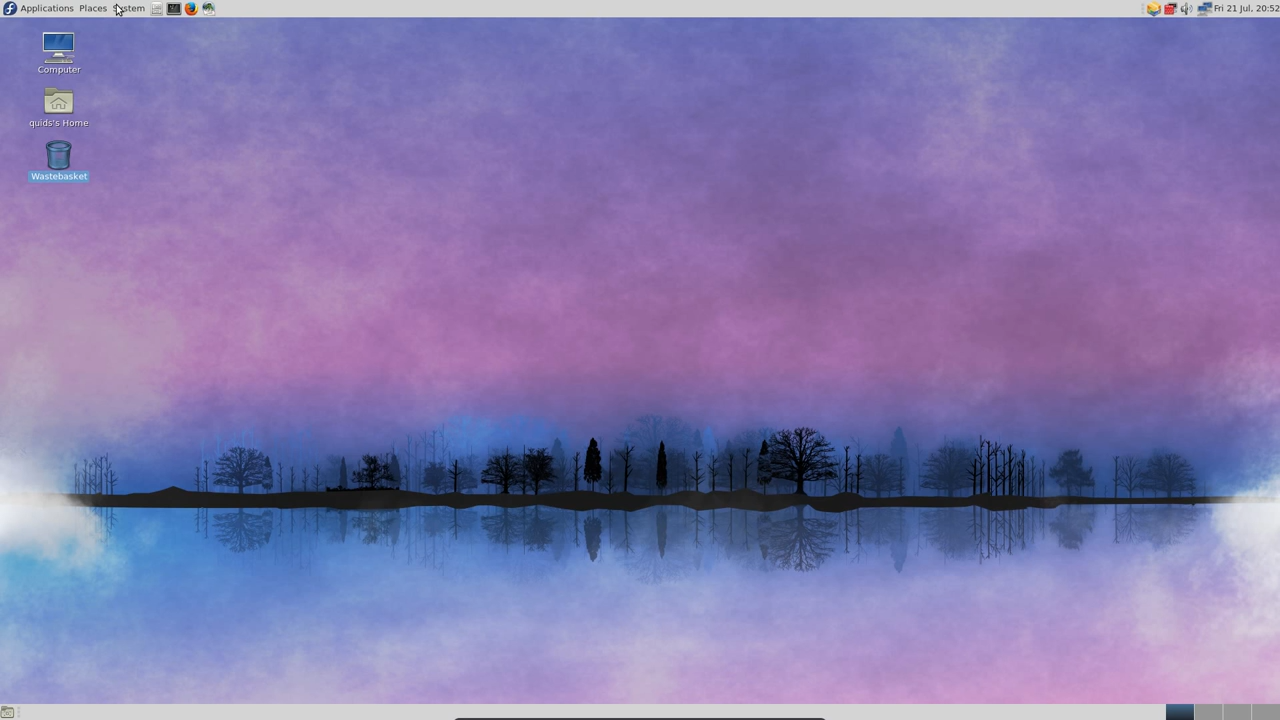 Applications Places System Fri 21 Jul, 20:52
Computer
quids's Home
Wastebasket